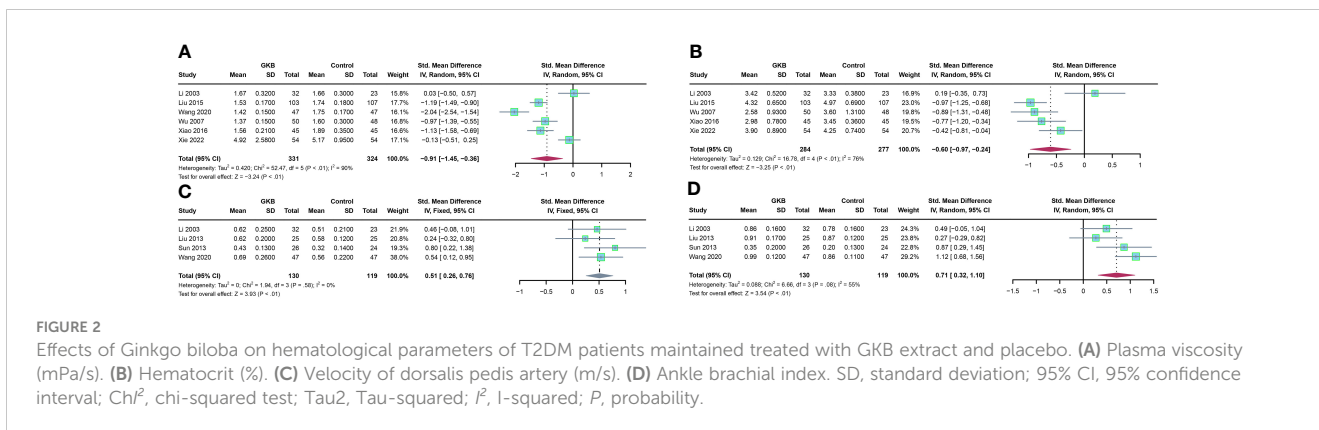 A
GKB Control Std. Mean Difference Std. Mean Difference
Study Mean SD Total Mean SD Total Weight IV, Random, 95% CI IV, Random, 95% CI
Li 2003 1.67 0.3200 32 1.66 0.3000 23 15.8% 0.03 [−0.50, 0.57]
Liu 2015 1.53 0.1700 103 1.74 0.1800 107 17.7% −1.19 [−1.49, −0.90]
Wang 2020 1.42 0.1500 47 1.75 0.1700 47 16.0% −2.04 [−2.54, −1.54]
Wu 2007 1.37 0.1500 50 1.60 0.3000 48 16.8% −0.97 [−1.39, −0.55]
Xiao 2016 1.56 0.2100 45 1.89 0.3500 45 16.6% −1.13 [−1.58, −0.69]
Xie 2022 4.92 2.5800 54 5.17 0.9500 54 17.1% −0.13 [−0.51, 0.25]
Total (95% CI) 331 324 100.0% −0.91 [−1.45, −0.36]
Heterogeneity: Tau² = 0.420; Chi² = 52.47, df = 5 (P < .01); I² = 90%
Test for overall effect: Z = −3.24 (P < .01)
−2 −1 0 1 2
B
GKB Control Std. Mean Difference Std. Mean Difference
Study Mean SD Total Mean SD Total Weight IV, Random, 95% CI IV, Random, 95% CI
Li 2003 3.42 0.5200 32 3.33 0.3800 23 16.9% 0.19 [−0.35, 0.73]
Liu 2015 4.32 0.6500 103 4.97 0.6900 107 24.7% −0.97 [−1.25, −0.68]
Wu 2007 2.58 0.9300 50 3.60 1.3100 48 20.0% −0.89 [−1.31, −0.48]
Xiao 2016 2.98 0.7800 45 3.45 0.3600 45 19.6% −0.77 [−1.20, −0.34]
Xie 2022 3.90 0.8900 54 4.25 0.7400 54 20.7% −0.42 [−0.81, −0.04]
Total (95% CI) 284 277 100.0% −0.60 [−0.97, −0.24]
Heterogeneity: Tau² = 0.129; Chi² = 16.78, df = 4 (P < .01); I² = 76%
Test for overall effect: Z = −3.25 (P < .01)
−1 −0.5 0 0.5 1
C
GKB Control Std. Mean Difference Std. Mean Difference
Study Mean SD Total Mean SD Total Weight IV, Fixed, 95% CI IV, Fixed, 95% CI
Li 2003 0.62 0.2500 32 0.51 0.2100 23 21.9% 0.46 [−0.08, 1.01]
Liu 2013 0.62 0.2000 25 0.58 0.1200 25 20.8% 0.24 [−0.32, 0.80]
Sun 2013 0.43 0.1300 26 0.32 0.1400 24 19.3% 0.80 [0.22, 1.38]
Wang 2020 0.69 0.2600 47 0.56 0.2200 47 38.0% 0.54 [0.12, 0.95]
Total (95% CI) 130 119 100.0% 0.51 [0.26, 0.76]
Heterogeneity: Tau² = 0; Chi² = 1.94, df = 3 (P = .58); I² = 0%
Test for overall effect: Z = 3.93 (P < .01)
−1 −0.5 0 0.5 1
D
GKB Control Std. Mean Difference Std. Mean Difference
Study Mean SD Total Mean SD Total Weight IV, Random, 95% CI IV, Random, 95% CI
Li 2003 0.86 0.1600 32 0.78 0.1600 23 0.49 [−0.05, 1.04]
Liu 2013 0.91 0.1700 25 0.87 0.1200 25 0.27 [−0.29, 0.82]
Sun 2013 0.35 0.2000 26 0.20 0.1300 24 0.87 [0.29, 1.45]
Wang 2020 0.99 0.1200 47 0.86 0.1100 47 29.2% 1.12 [0.68, 1.56]
Total (95% CI) 130 119 100.0% 0.71 [0.32, 1.10]
Heterogeneity: Tau² = 0.088; Chi² = 6.66, df = 3 (P = .08); I² = 55%
Test for overall effect: Z = 3.54 (P < .01)
−1.5 −1 −0.5 0 0.5 1 1.5
FIGURE 2
Effects of Ginkgo biloba on hematological parameters of T2DM patients maintained treated with GKB extract and placebo. (A) Plasma viscosity
(mPa/s). (B) Hematocrit (%). (C) Velocity of dorsalis pedis artery (m/s). (D) Ankle brachial index. SD, standard deviation; 95% CI, 95% confidence
interval; ChI², chi-squared test; Tau2, Tau-squared; I², I-squared; P, probability.